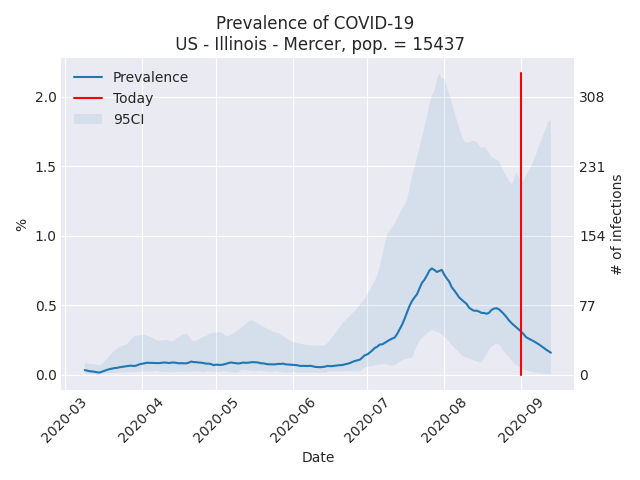 Prevalence of COVID-19
US - Illinois - Mercer, pop. = 15437
Prevalence
Today
95CI
2.0
1.5
1.0
0.5
0.0
%
308
231
154
77
0
# of infections
2020-03
2020-04
2020-05
2020-06
2020-07
2020-08
2020-09
Date